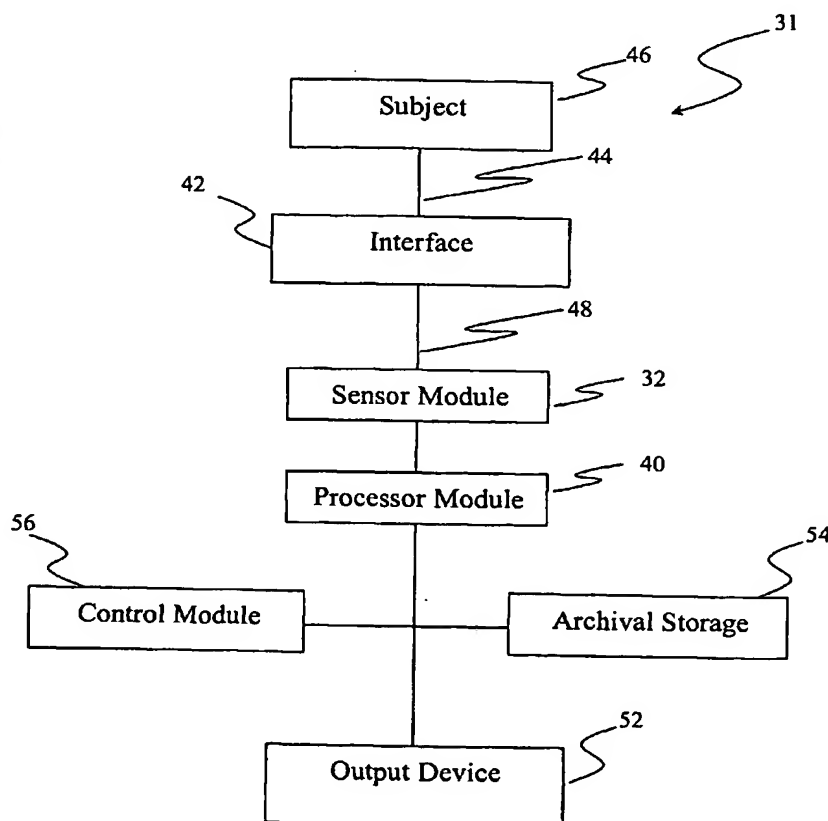 31
46
Subject
44
42
Interface
48
Sensor Module
32
Processor Module
40
56
54
Control Module
Archival Storage
52
Output Device